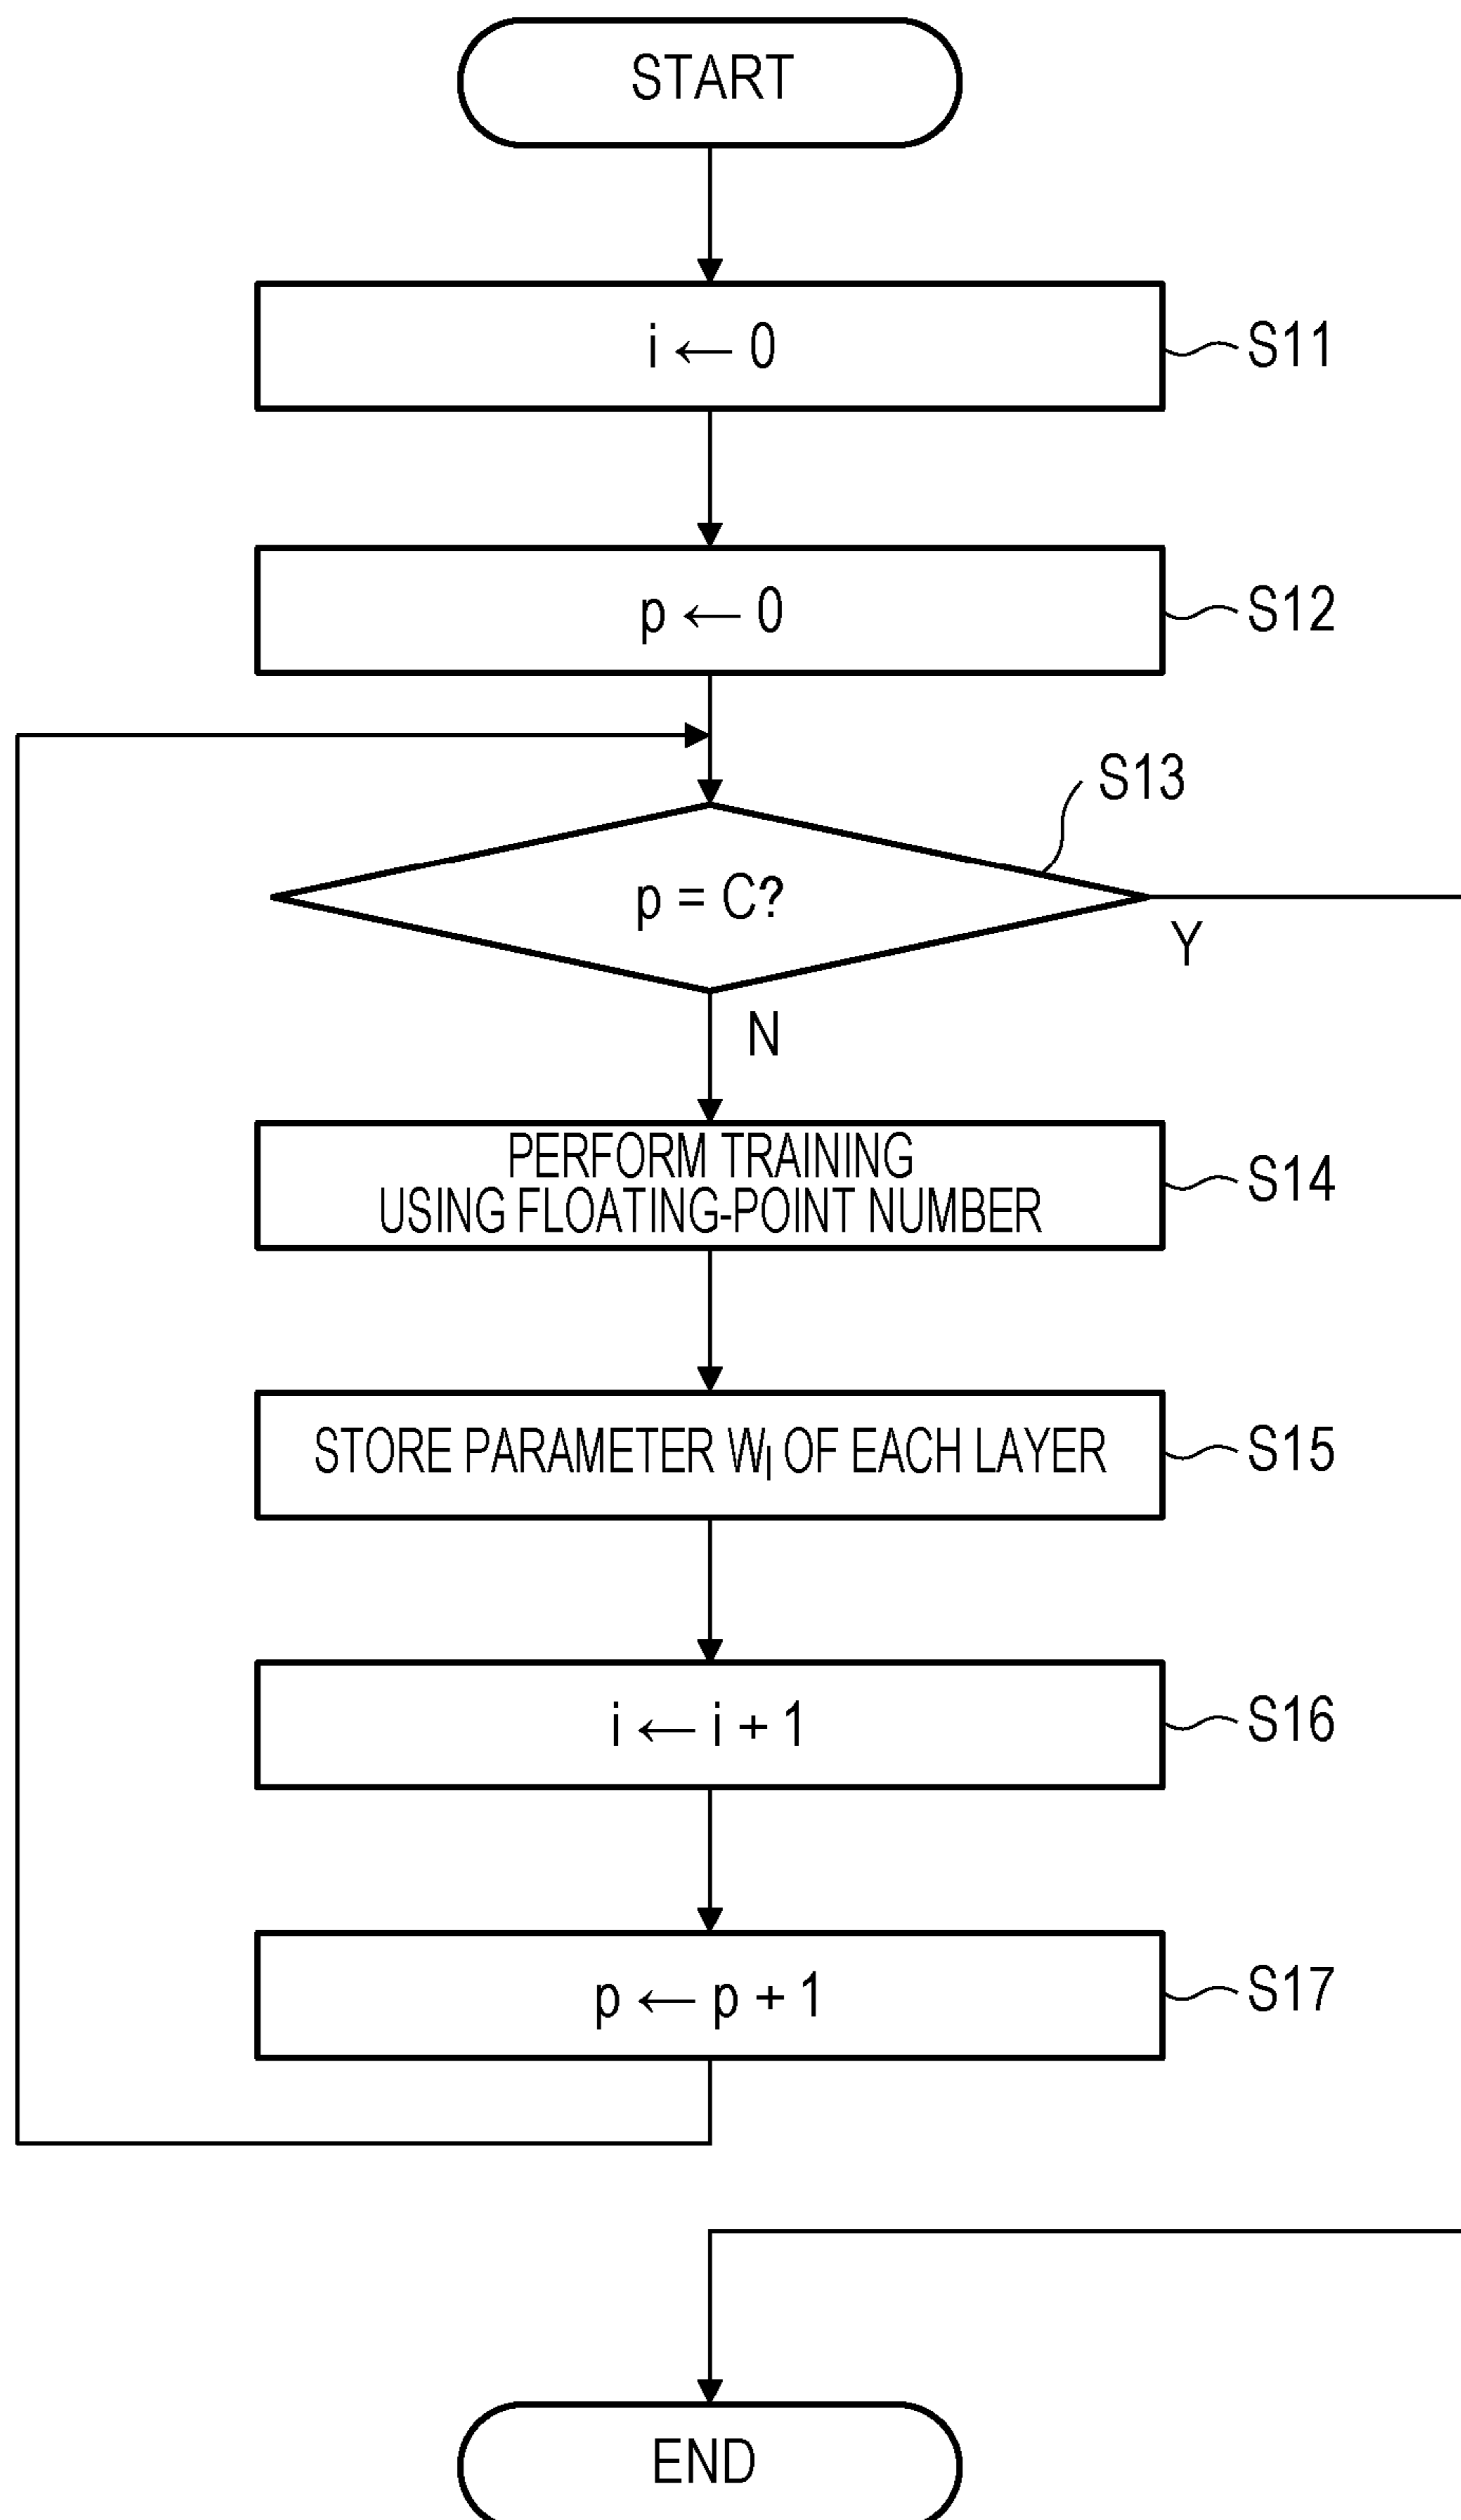 START
i ← 0
S11
p ← 0
S12
S13
p = C?
Y
N
PERFORM TRAINING
USING FLOATING-POINT NUMBER
S14
STORE PARAMETER Wl OF EACH LAYER
S15
i ← i + 1
S16
p ← p + 1
S17
END